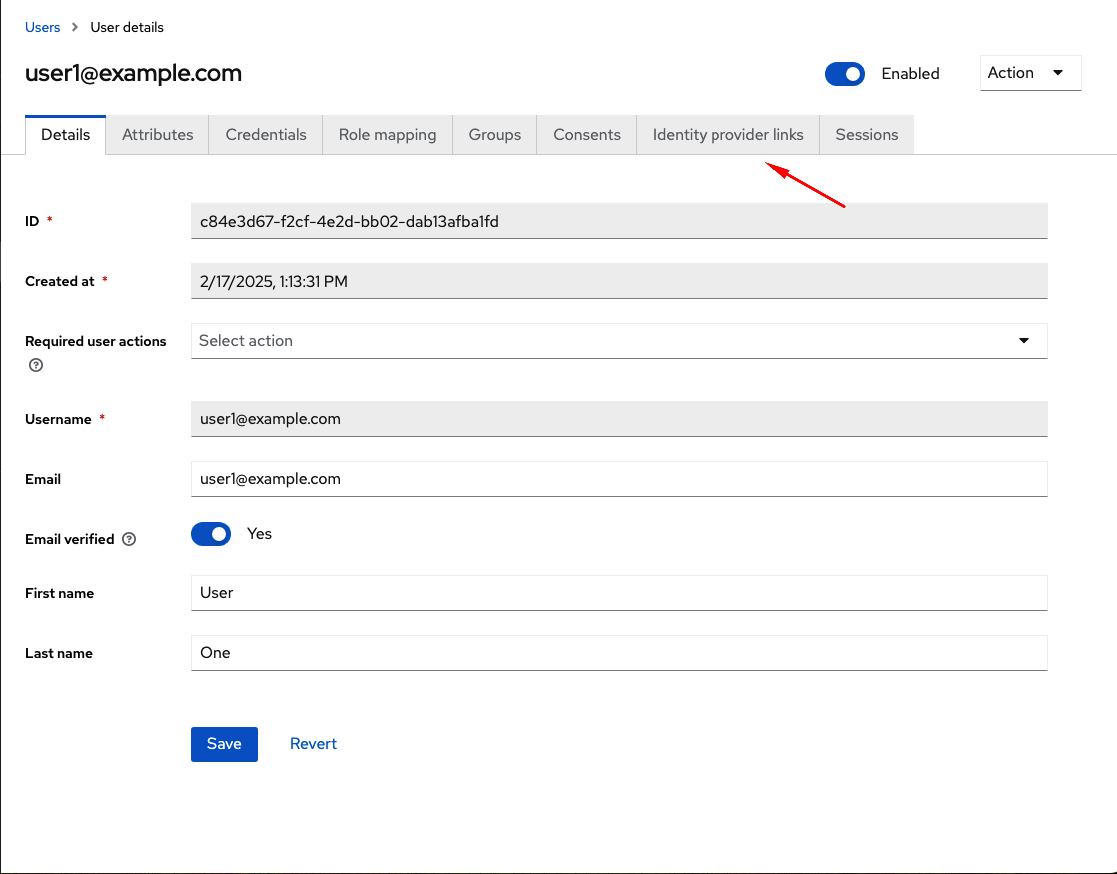 Users > User details
user1@example.com
Enabled
Action
Details
Attributes
Credentials
Role mapping
Groups
Consents
Identity provider links
Sessions
ID *
c84e3d67-f2cf-4e2d-bb02-dab13afba1fd
Created at *
2/17/2025, 1:13:31 PM
Required user actions
Select action
Username *
user1@example.com
Email
user1@example.com
Email verified
Yes
First name
User
Last name
One
Save
Revert